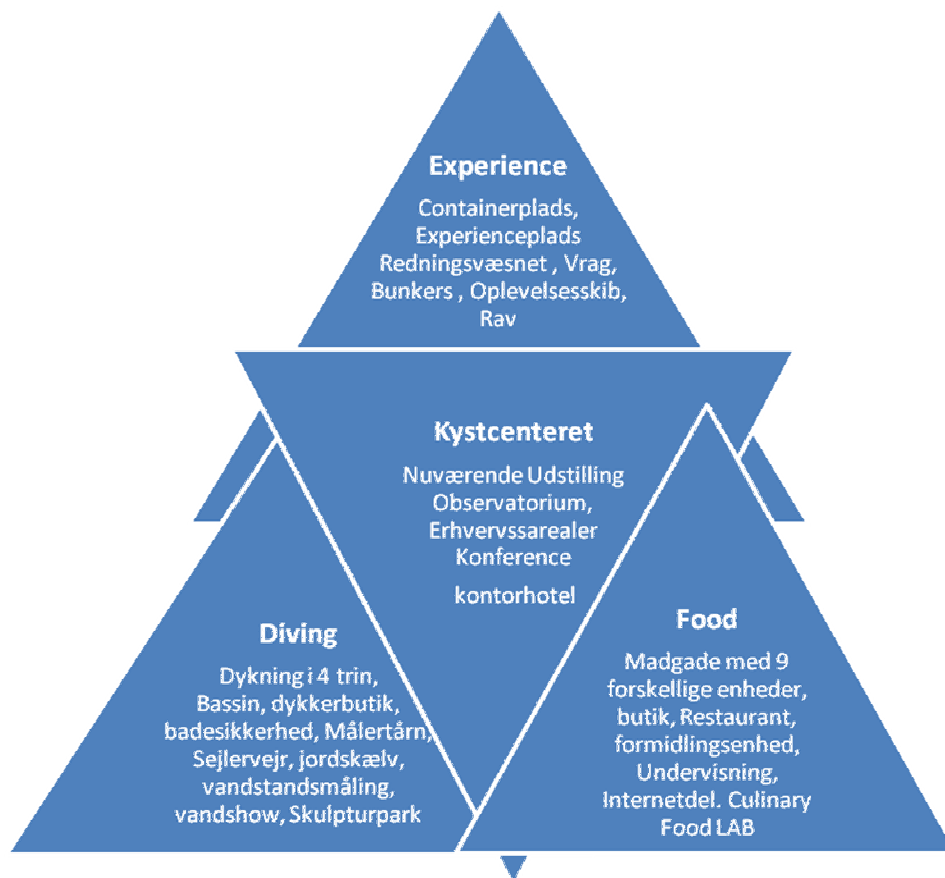 Experience
Containerplads,
Experienceplads
Redningsvæsnet , Vrag,
Bunkers , Oplevelsesskib,
Rav
Kystcenteret
Nuværende Udstilling
Observatorium,
Erhvervssarealer
Konference
kontorhotel
Diving
Dykning i 4 trin,
Bassin, dykkerbutik,
badesikkerhed, Målertårn,
Sejlervejr, jordskælv,
vandstandsmåling,
vandshow, Skulpturpark
Food
Madgade med 9
forskellige enheder,
butik, Restaurant,
formidlingsenhed,
Undervisning,
Internetdel. Culinary
Food LAB